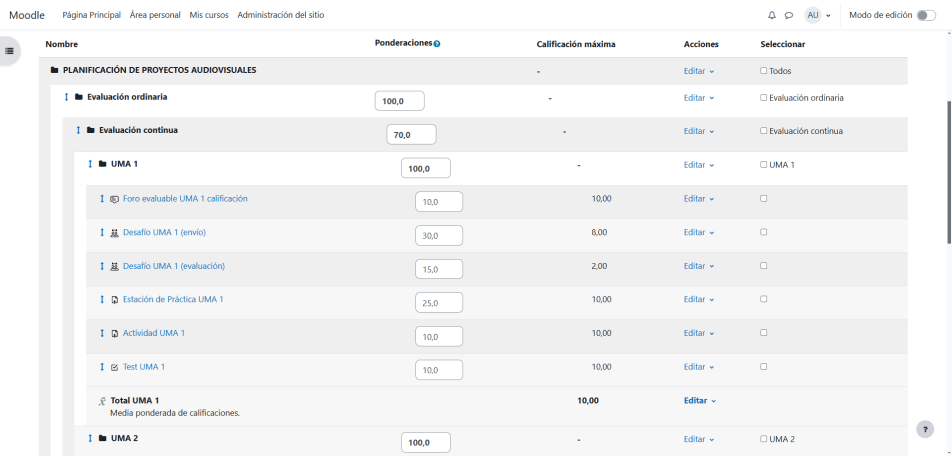 Moodle Página Principal Área personal Mis cursos Administración del sitio AU Modo de edición
Nombre Ponderaciones ? Calificación máxima Acciones Seleccionar
PLANIFICACIÓN DE PROYECTOS AUDIOVISUALES - Editar Todos
Evaluación ordinaria 100,0 - Editar Evaluación ordinaria
Evaluación continua 70,0 - Editar Evaluación continua
UMA 1 100,0 - Editar UMA 1
Foro evaluable UMA 1 calificación 10,0 10,00 Editar
Desafío UMA 1 (envío) 30,0 8,00 Editar
Desafío UMA 1 (evaluación) 15,0 2,00 Editar
Estación de Práctica UMA 1 25,0 10,00 Editar
Actividad UMA 1 10,0 10,00 Editar
Test UMA 1 10,0 10,00 Editar
Total UMA 1 10,00 Editar
Media ponderada de calificaciones.
UMA 2 100,0 - Editar UMA 2
?